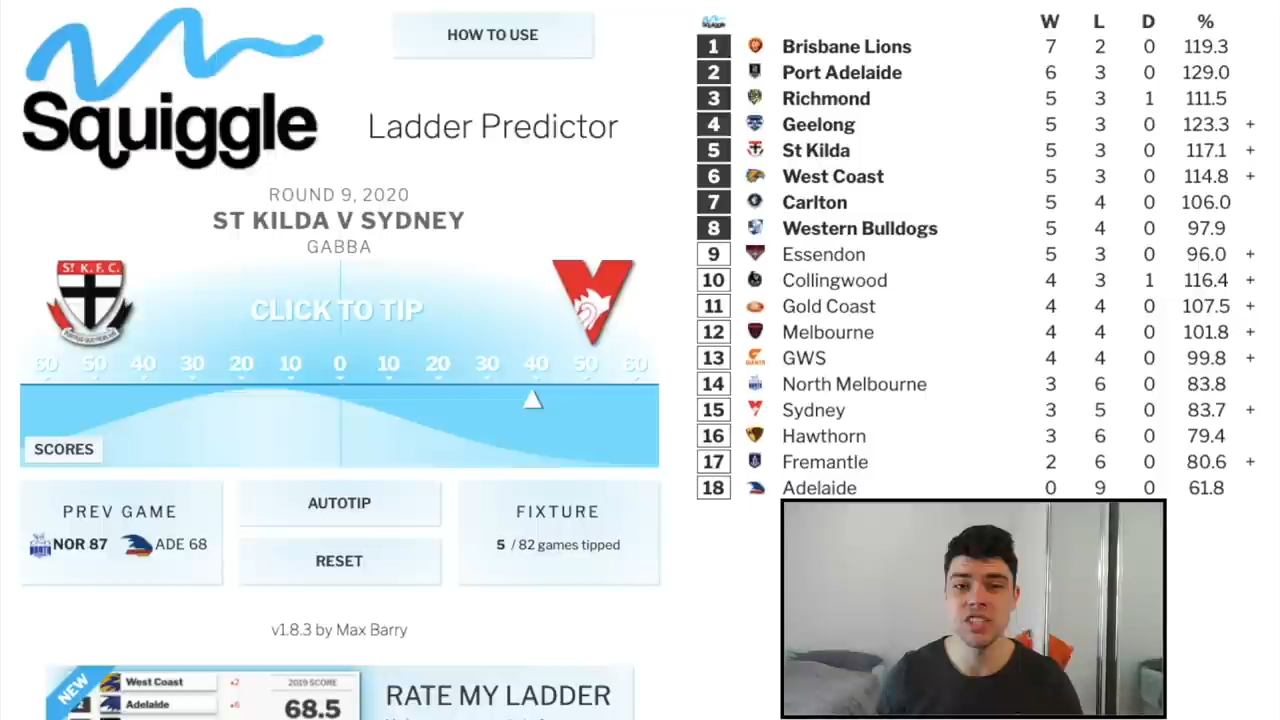 Squiggle
HOW TO USE
Ladder Predictor
ROUND 9, 2020
ST KILDA V SYDNEY
GABBA
ST K.F.C.
CLICK TO TIP
60 50 40 30 20 10 0 10 20 30 40 50 60
SCORES
PREV GAME
NOR 87 ADE 68
AUTOTIP
RESET
FIXTURE
5 / 82 games tipped
v1.8.3 by Max Barry
NEW
West Coast +2
2 Adelaide +6
2019 SCORE
68.5
RATE MY LADDER
Squiggle W L D %
1 Brisbane Lions 7 2 0 119.3
2 Port Adelaide 6 3 0 129.0
3 Richmond 5 3 1 111.5
4 Geelong 5 3 0 123.3 +
5 St Kilda 5 3 0 117.1 +
6 West Coast 5 3 0 114.8 +
7 Carlton 5 4 0 106.0
8 Western Bulldogs 5 4 0 97.9
9 Essendon 5 3 0 96.0 +
10 Collingwood 4 3 1 116.4 +
11 Gold Coast 4 4 0 107.5 +
12 Melbourne 4 4 0 101.8 +
13 GWS 4 4 0 99.8 +
14 North Melbourne 3 6 0 83.8
15 Sydney 3 5 0 83.7 +
16 Hawthorn 3 6 0 79.4
17 Fremantle 2 6 0 80.6 +
18 Adelaide 0 9 0 61.8